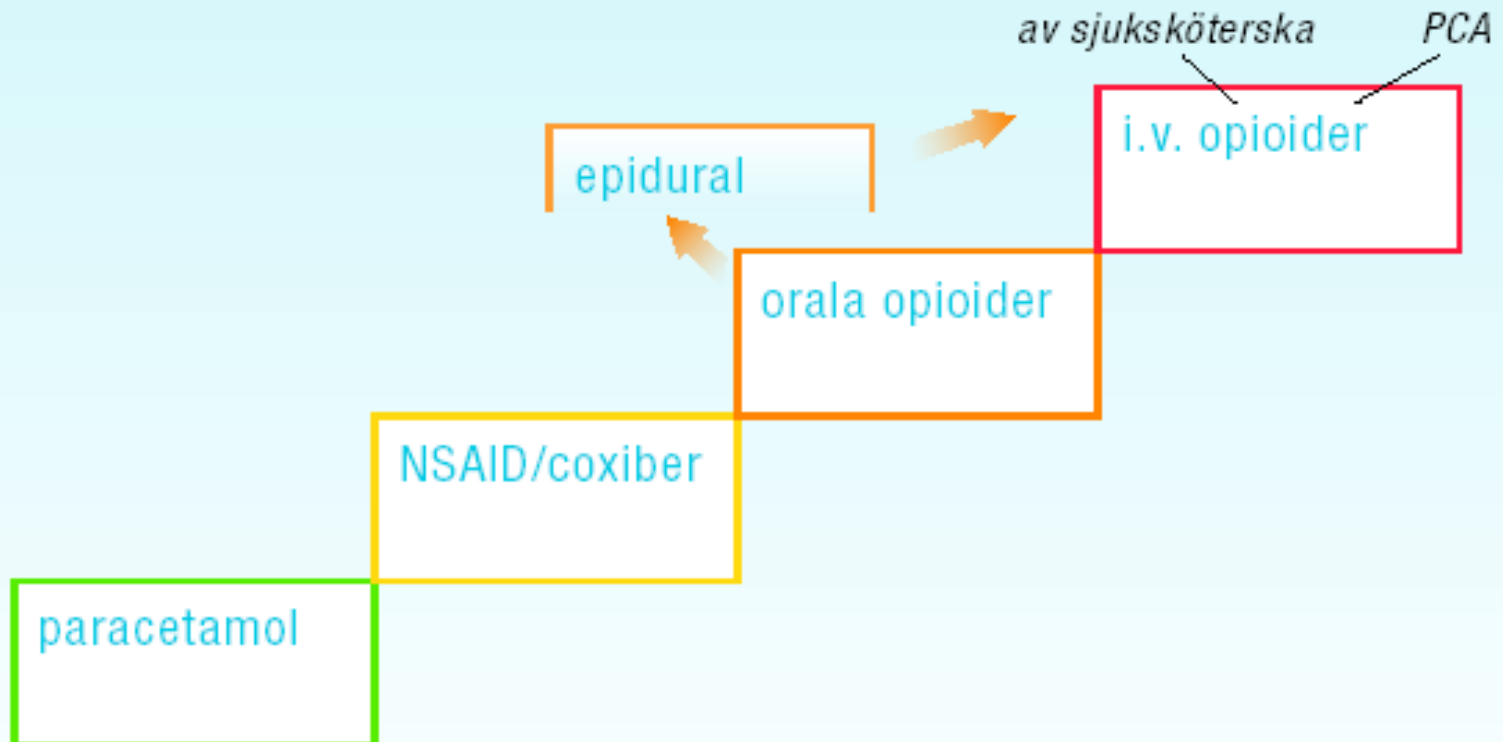 av sjuksköterska PCA
i.v. opioider
epidural
orala opioider
NSAID/coxiber
paracetamol